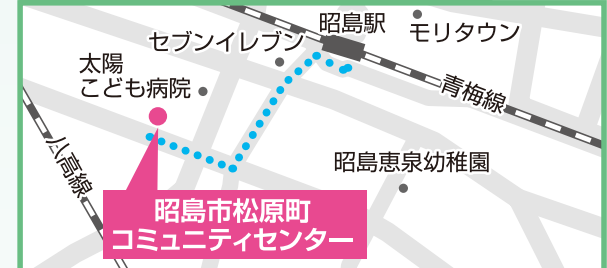 昭島駅
モリタウン
セブンイレブン
太陽
こども病院
青梅線
八高線
昭島恵泉幼稚園
昭島市松原町
コミュニティセンター